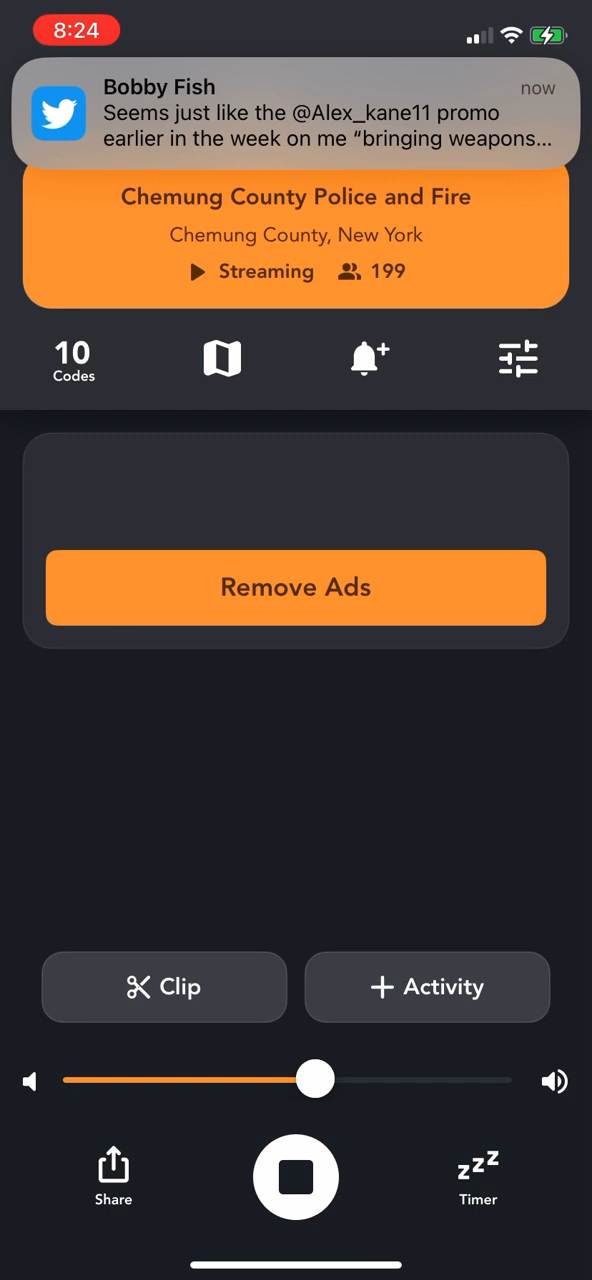 8:24
Bobby Fish
now
Seems just like the @Alex_kane11 promo
earlier in the week on me “bringing weapons...
Chemung County Police and Fire
Chemung County, New York
Streaming 199
10
Codes
Remove Ads
Clip
Activity
Share
zzz
Timer